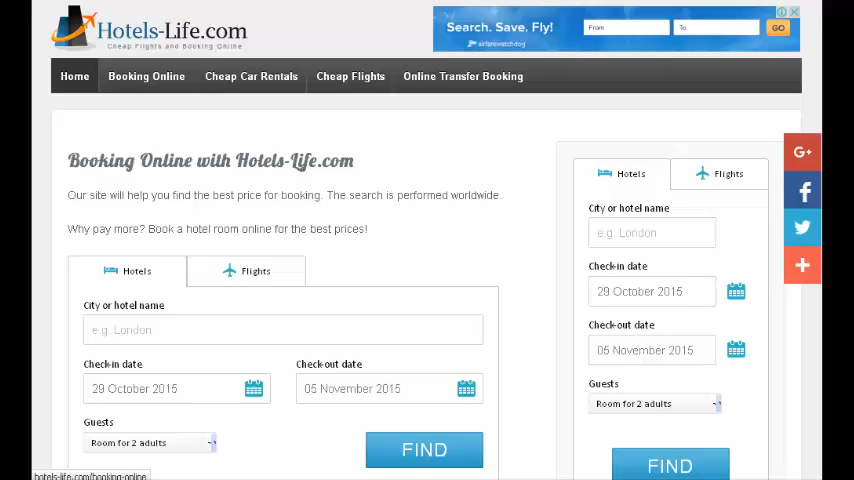 Hotels-Life.com
Cheap Flights and Booking Online
Search. Save. Fly!
airfarewatchdog
From
To
GO
Home
Booking Online
Cheap Car Rentals
Cheap Flights
Online Transfer Booking
Booking Online with Hotels-Life.com
Our site will help you find the best price for booking. The search is performed worldwide.
Why pay more? Book a hotel room online for the best prices!
Hotels
Flights
City or hotel name
e.g. London
Check-in date
Check-out date
29 October 2015
05 November 2015
Guests
Room for 2 adults
FIND
Hotels
Flights
City or hotel name
e.g. London
Check-in date
29 October 2015
Check-out date
05 November 2015
Guests
Room for 2 adults
FIND
G+
hotels-life.com/booking-online